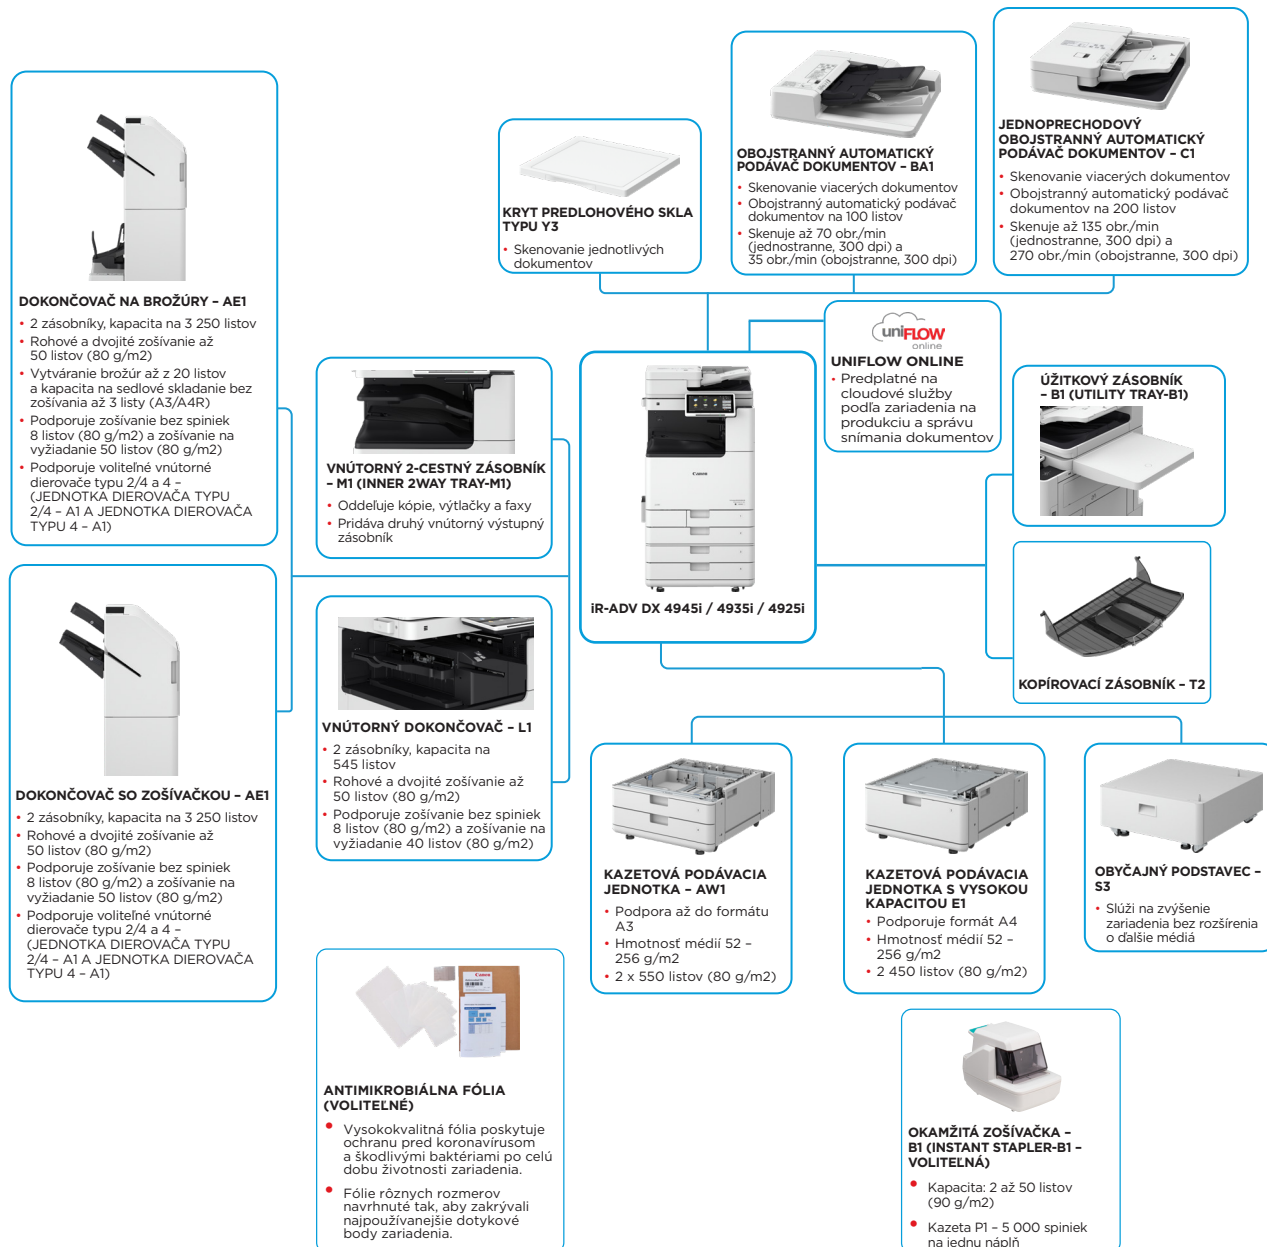 DOKONČOVAČ NA BROŽÚRY – AE1
• 2 zásobníky, kapacita na 3 250 listov
• Rohové a dvojité zošívanie až
50 listov (80 g/m2)
• Vytváranie brožúr až z 20 listov
a kapacita na sedlové skladanie bez
zošívania až 3 listy (A3/A4R)
• Podporuje zošívanie bez spiniek
8 listov (80 g/m2) a zošívanie na
vyžiadanie 50 listov (80 g/m2)
• Podporuje voliteľné vnútorné
dierovače typu 2/4 a 4 –
(JEDNOTKA DIEROVAČA TYPU
2/4 – A1 A JEDNOTKA DIEROVAČA
TYPU 4 – A1)
DOKONČOVAČ SO ZOŠÍVAČKOU – AE1
• 2 zásobníky, kapacita na 3 250 listov
• Rohové a dvojité zošívanie až
50 listov (80 g/m2)
• Podporuje zošívanie bez spiniek
8 listov (80 g/m2) a zošívanie na
vyžiadanie 50 listov (80 g/m2)
• Podporuje voliteľné vnútorné
dierovače typu 2/4 a 4 –
(JEDNOTKA DIEROVAČA TYPU
2/4 – A1 A JEDNOTKA DIEROVAČA
TYPU 4 – A1)
VNÚTORNÝ 2-CESTNÝ ZÁSOBNÍK
– M1 (INNER 2WAY TRAY-M1)
• Oddeľuje kópie, výtlačky a faxy
• Pridáva druhý vnútorný výstupný
zásobník
VNÚTORNÝ DOKONČOVAČ – L1
• 2 zásobníky, kapacita na
545 listov
• Rohové a dvojité zošívanie až
50 listov (80 g/m2)
• Podporuje zošívanie bez spiniek
8 listov (80 g/m2) a zošívanie na
vyžiadanie 40 listov (80 g/m2)
Canon
ANTIMIKROBIÁLNA FÓLIA
(VOLITEĽNÉ)
• Vysokokvalitná fólia poskytuje
ochranu pred koronavírusom
a škodlivými baktériami po celú
dobu životnosti zariadenia.
• Fólie rôznych rozmerov
navrhnuté tak, aby zakrývali
najpoužívanejšie dotykové
body zariadenia.
KRYT PREDLOHOVÉHO SKLA
TYPU Y3
• Skenovanie jednotlivých
dokumentov
OBOJSTRANNÝ AUTOMATICKÝ
PODÁVAČ DOKUMENTOV – BA1
• Skenovanie viacerých dokumentov
• Obojstranný automatický podávač
dokumentov na 100 listov
• Skenuje až 70 obr./min
(jednostranne, 300 dpi) a
35 obr./min (obojstranne, 300 dpi)
JEDNOPRECHODOVÝ
OBOJSTRANNÝ AUTOMATICKÝ
PODÁVAČ DOKUMENTOV – C1
• Skenovanie viacerých dokumentov
• Obojstranný automatický podávač
dokumentov na 200 listov
• Skenuje až 135 obr./min
(jednostranne, 300 dpi) a
270 obr./min (obojstranne, 300 dpi)
uniFLOW
online
UNIFLOW ONLINE
• Predplatné na
cloudové služby
podľa zariadenia na
produkciu a správu
snímania dokumentov
Canon
iR-ADV DX 4945i / 4935i / 4925i
ÚŽITKOVÝ ZÁSOBNÍK
– B1 (UTILITY TRAY-B1)
KOPÍROVACÍ ZÁSOBNÍK – T2
KAZETOVÁ PODÁVACIA
JEDNOTKA – AW1
• Podpora až do formátu
A3
• Hmotnosť médií 52 –
256 g/m2
• 2 x 550 listov (80 g/m2)
KAZETOVÁ PODÁVACIA
JEDNOTKA S VYSOKOU
KAPACITOU E1
• Podporuje formát A4
• Hmotnosť médií 52 –
256 g/m2
• 2 450 listov (80 g/m2)
OBYČAJNÝ PODSTAVEC –
S3
• Slúži na zvýšenie
zariadenia bez rozšírenia
o ďalšie médiá
OKAMŽITÁ ZOŠÍVAČKA –
B1 (INSTANT STAPLER-B1 –
VOLITEĽNÁ)
• Kapacita: 2 až 50 listov
(90 g/m2)
• Kazeta P1 – 5 000 spiniek
na jednu náplň